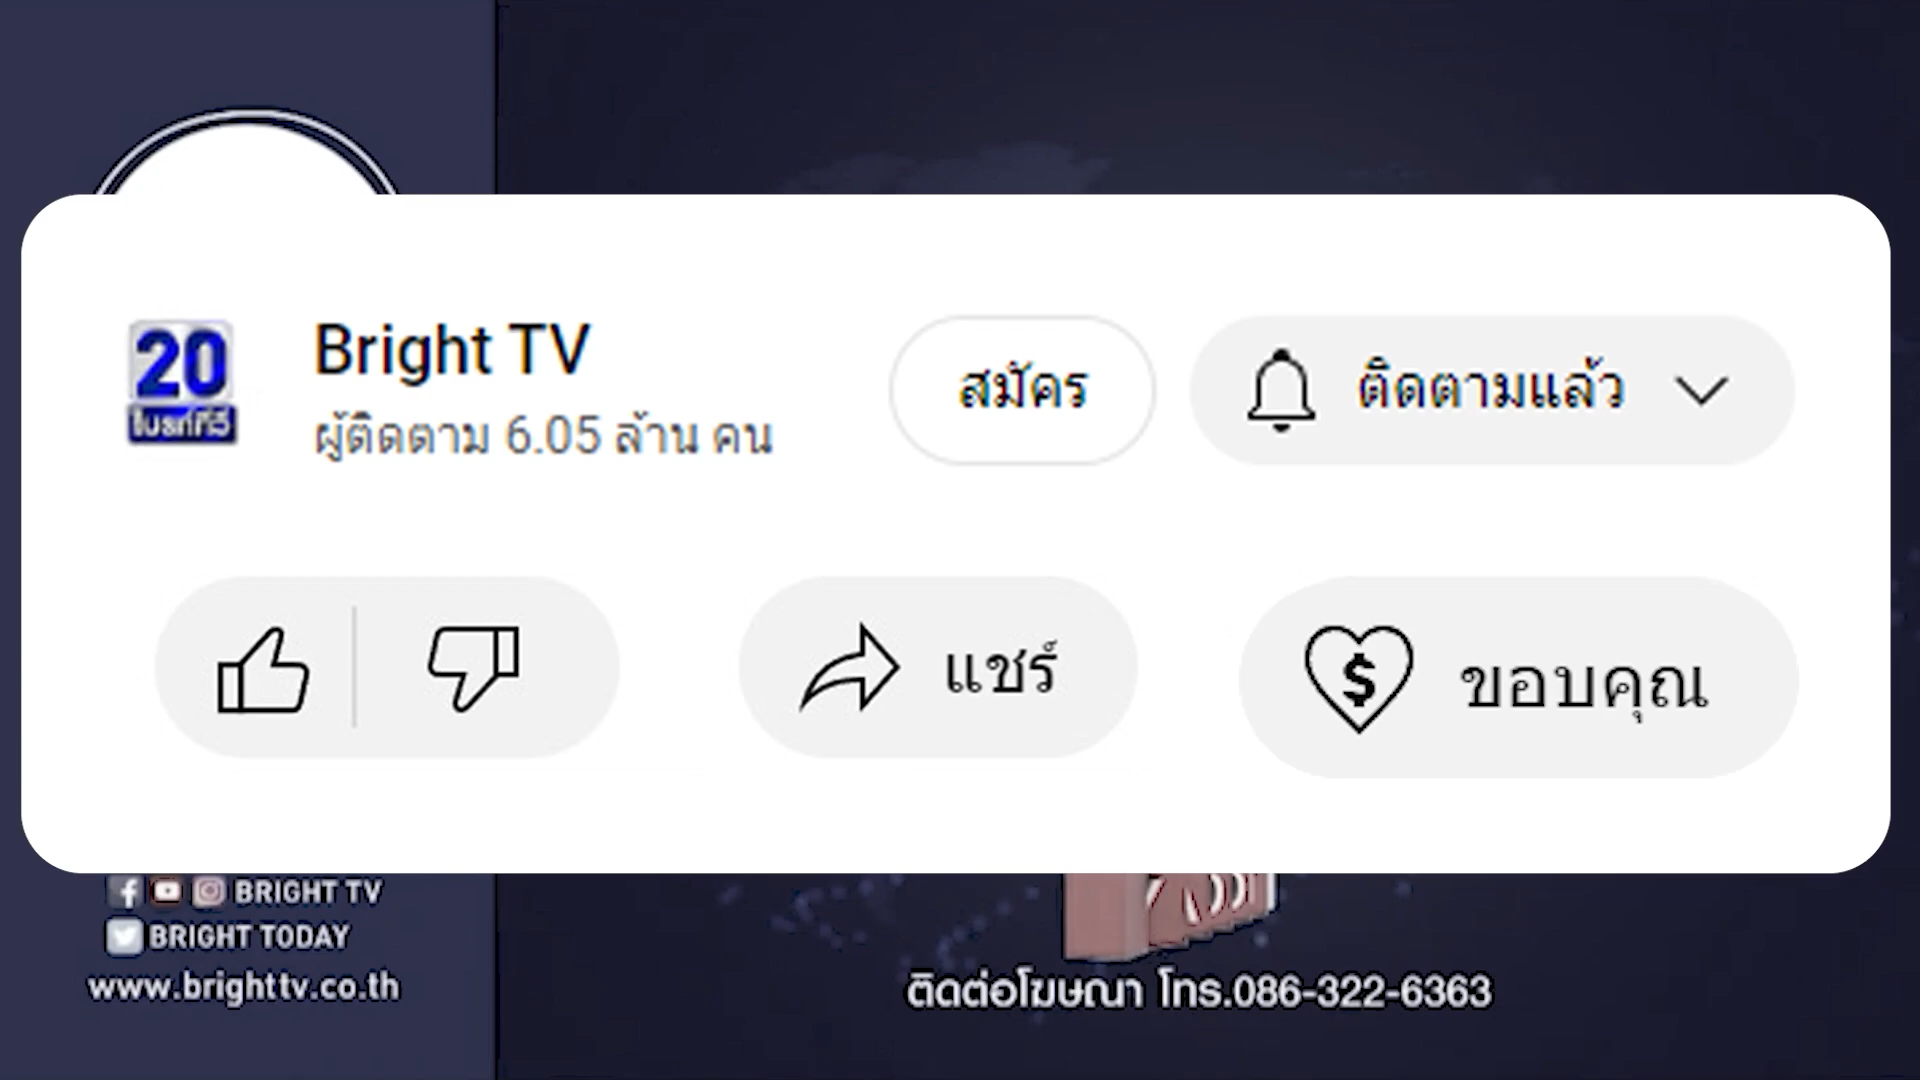 20
ไบรท์ทีวี
Bright TV
ผู้ติดตาม 6.05 ล้าน คน
สมัคร
ติดตามแล้ว
แชร์
$ ขอบคุณ
BRIGHT TV
BRIGHT TODAY
www.brighttv.co.th
ติดต่อโฆษณา โทร.086-322-6363